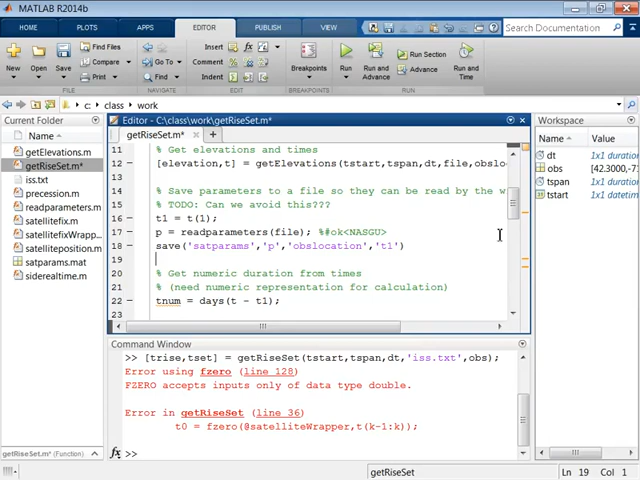 MATLAB R2014b
HOME
PLOTS
APPS
EDITOR
PUBLISH
VIEW
Search Documentation
New
Open
Save
Find Files
Compare
Print
Go To
Find
Insert
Comment
Indent
Breakpoints
Run
Run and
Advance
Run Section
Advance
Run and
Time
FILE
NAVIGATE
EDIT
BREAKPOINTS
RUN
c: class work
Current Folder
Name
getElevations.m
getRiseSet.m*
iss.txt
precession.m
readparameters.m
satellitefix.m
satellitefixWrapp...
satelliteposition.m
satparams.mat
siderealtime.m
getRiseSet.m* (Function)
Editor - C:\class\work\getRiseSet.m*
getRiseSet.m*
11 % Get elevations and times
12 [elevation,t] = getElevations(tstart,tspan,dt,file,obslo
13
14 % Save parameters to a file so they can be read by the w
15 % TODO: Can we avoid this???
16 t1 = t(1);
17 p = readparameters(file); %#ok<NASGU>
18 save('satparams','p','obslocation','t1')
19
20 % Get numeric duration from times
21 % (need numeric representation for calculation)
22 tnum = days(t - t1);
23
Command Window
>> [trise,tset] = getRiseSet(tstart,tspan,dt,'iss.txt',obs);
Error using fzero (line 128)
FZERO accepts inputs only of data type double.
Error in getRiseSet (line 36)
t0 = fzero(@satelliteWrapper,t(k-1:k));
fx >>
Workspace
Name Value
dt 1x1 duration
obs [42.3000,-7
tspan 1x1 duration
tstart 1x1 datetim
getRiseSet
Ln 19 Col 1